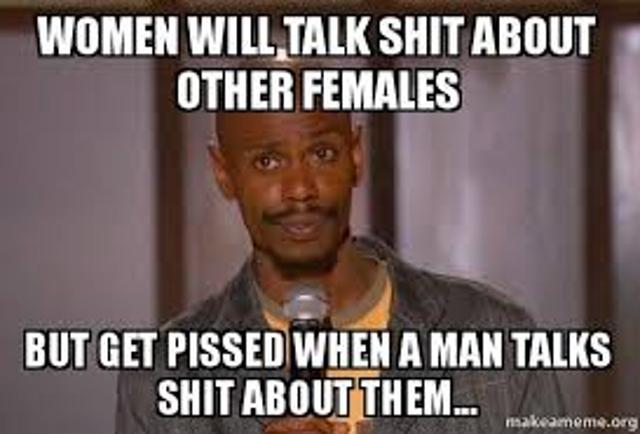 WOMEN WILL TALK SHIT ABOUT
OTHER FEMALES
BUT GET PISSED WHEN A MAN TALKS
SHIT ABOUT THEM...
makeameme.org